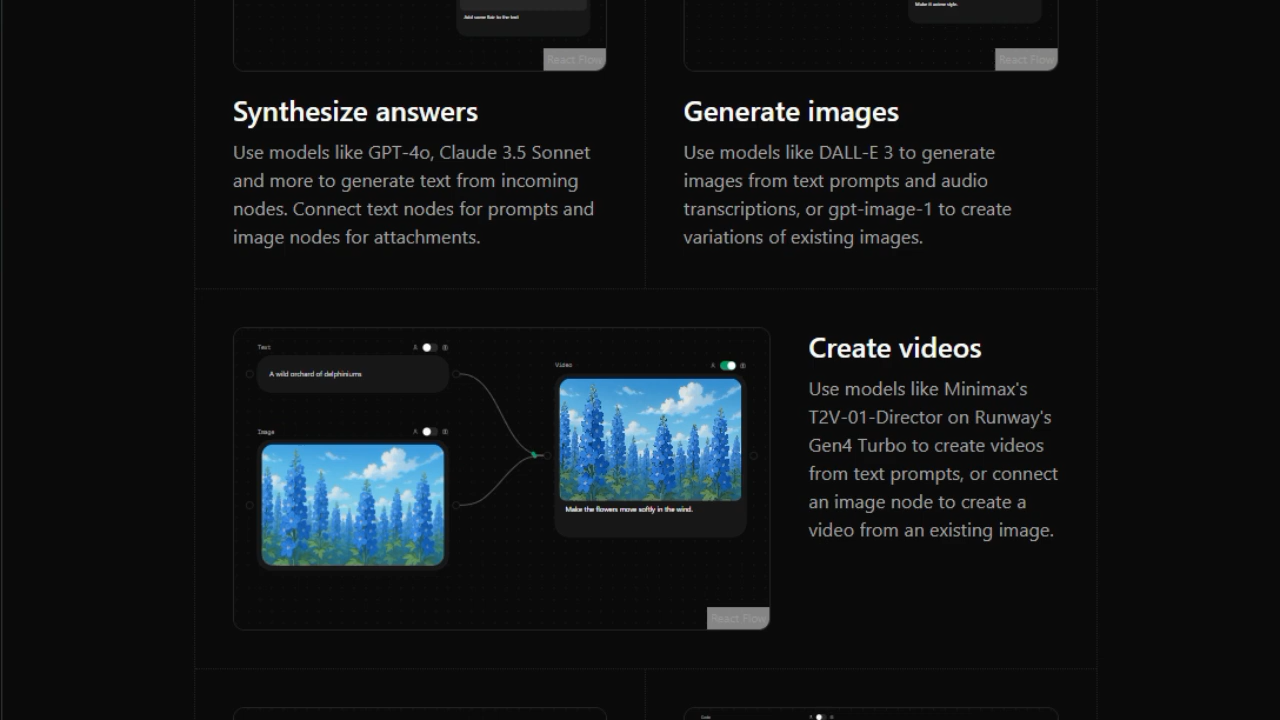 Add some flair to the text
React Flow
Make it anime style.
React Flow
Synthesize answers
Use models like GPT-4o, Claude 3.5 Sonnet
and more to generate text from incoming
nodes. Connect text nodes for prompts and
image nodes for attachments.
Generate images
Use models like DALL-E 3 to generate
images from text prompts and audio
transcriptions, or gpt-image-1 to create
variations of existing images.
Text
A wild orchard of delphiniums
Image
Video
Make the flowers move softly in the wind.
React Flow
Create videos
Use models like Minimax's
T2V-01-Director on Runway's
Gen4 Turbo to create videos
from text prompts, or connect
an image node to create a
video from an existing image.